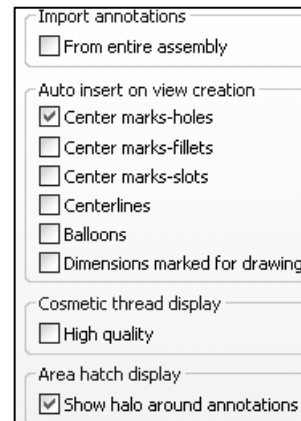 Import annotations
From entire assembly
Auto insert on view creation
Center marks-holes
Center marks-fillets
Center marks-slots
Centerlines
Balloons
Dimensions marked for drawing
Cosmetic thread display
High quality
Area hatch display
Show halo around annotations